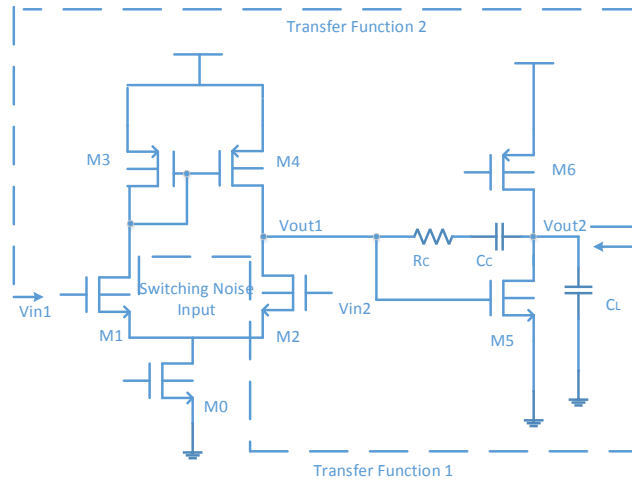 Transfer Function 2
M3
M4
M6
Vout1
Vout2
Rc
Cc
Switching Noise
Input
Vin1
Vin2
CL
M1
M2
M5
M0
Transfer Function 1